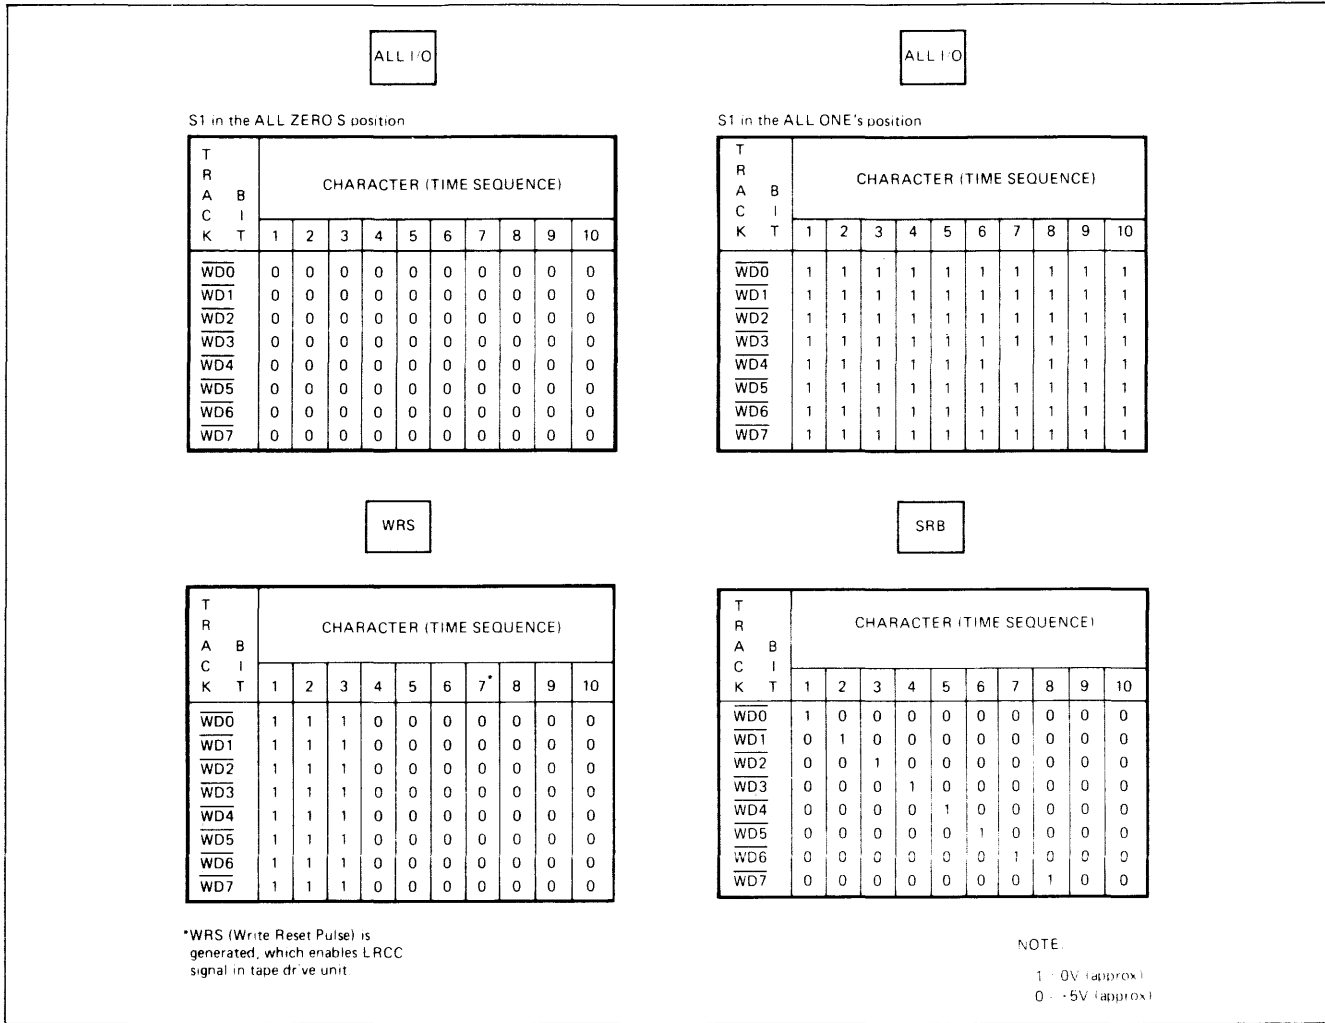 ALL I/O
S1 in the ALL ZERO S position
TRACK BIT
CHARACTER (TIME SEQUENCE)
1 2 3 4 5 6 7 8 9 10
WD0 0 0 0 0 0 0 0 0 0 0
WD1 0 0 0 0 0 0 0 0 0 0
WD2 0 0 0 0 0 0 0 0 0 0
WD3 0 0 0 0 0 0 0 0 0 0
WD4 0 0 0 0 0 0 0 0 0 0
WD5 0 0 0 0 0 0 0 0 0 0
WD6 0 0 0 0 0 0 0 0 0 0
WD7 0 0 0 0 0 0 0 0 0 0
ALL I/O
S1 in the ALL ONE's position
TRACK BIT
CHARACTER (TIME SEQUENCE)
1 2 3 4 5 6 7 8 9 10
WD0 1 1 1 1 1 1 1 1 1 1
WD1 1 1 1 1 1 1 1 1 1 1
WD2 1 1 1 1 1 1 1 1 1 1
WD3 1 1 1 1 1 1 1 1 1 1
WD4 1 1 1 1 1 1 1 1 1
WD5 1 1 1 1 1 1 1 1 1 1
WD6 1 1 1 1 1 1 1 1 1 1
WD7 1 1 1 1 1 1 1 1 1 1
WRS
TRACK BIT
CHARACTER (TIME SEQUENCE)
1 2 3 4 5 6 7* 8 9 10
WD0 1 1 1 0 0 0 0 0 0 0
WD1 1 1 1 0 0 0 0 0 0 0
WD2 1 1 1 0 0 0 0 0 0 0
WD3 1 1 1 0 0 0 0 0 0 0
WD4 1 1 1 0 0 0 0 0 0 0
WD5 1 1 1 0 0 0 0 0 0 0
WD6 1 1 1 0 0 0 0 0 0 0
WD7 1 1 1 0 0 0 0 0 0 0
*WRS (Write Reset Pulse) is
generated, which enables LRCC
signal in tape drive unit.
SRB
TRACK BIT
CHARACTER (TIME SEQUENCE)
1 2 3 4 5 6 7 8 9 10
WD0 1 0 0 0 0 0 0 0 0 0
WD1 0 1 0 0 0 0 0 0 0 0
WD2 0 0 1 0 0 0 0 0 0 0
WD3 0 0 0 1 0 0 0 0 0 0
WD4 0 0 0 0 1 0 0 0 0 0
WD5 0 0 0 0 0 1 0 0 0 0
WD6 0 0 0 0 0 0 1 0 0 0
WD7 0 0 0 0 0 0 0 1 0 0
NOTE
1 - 0V (approx)
0 - +5V (approx)